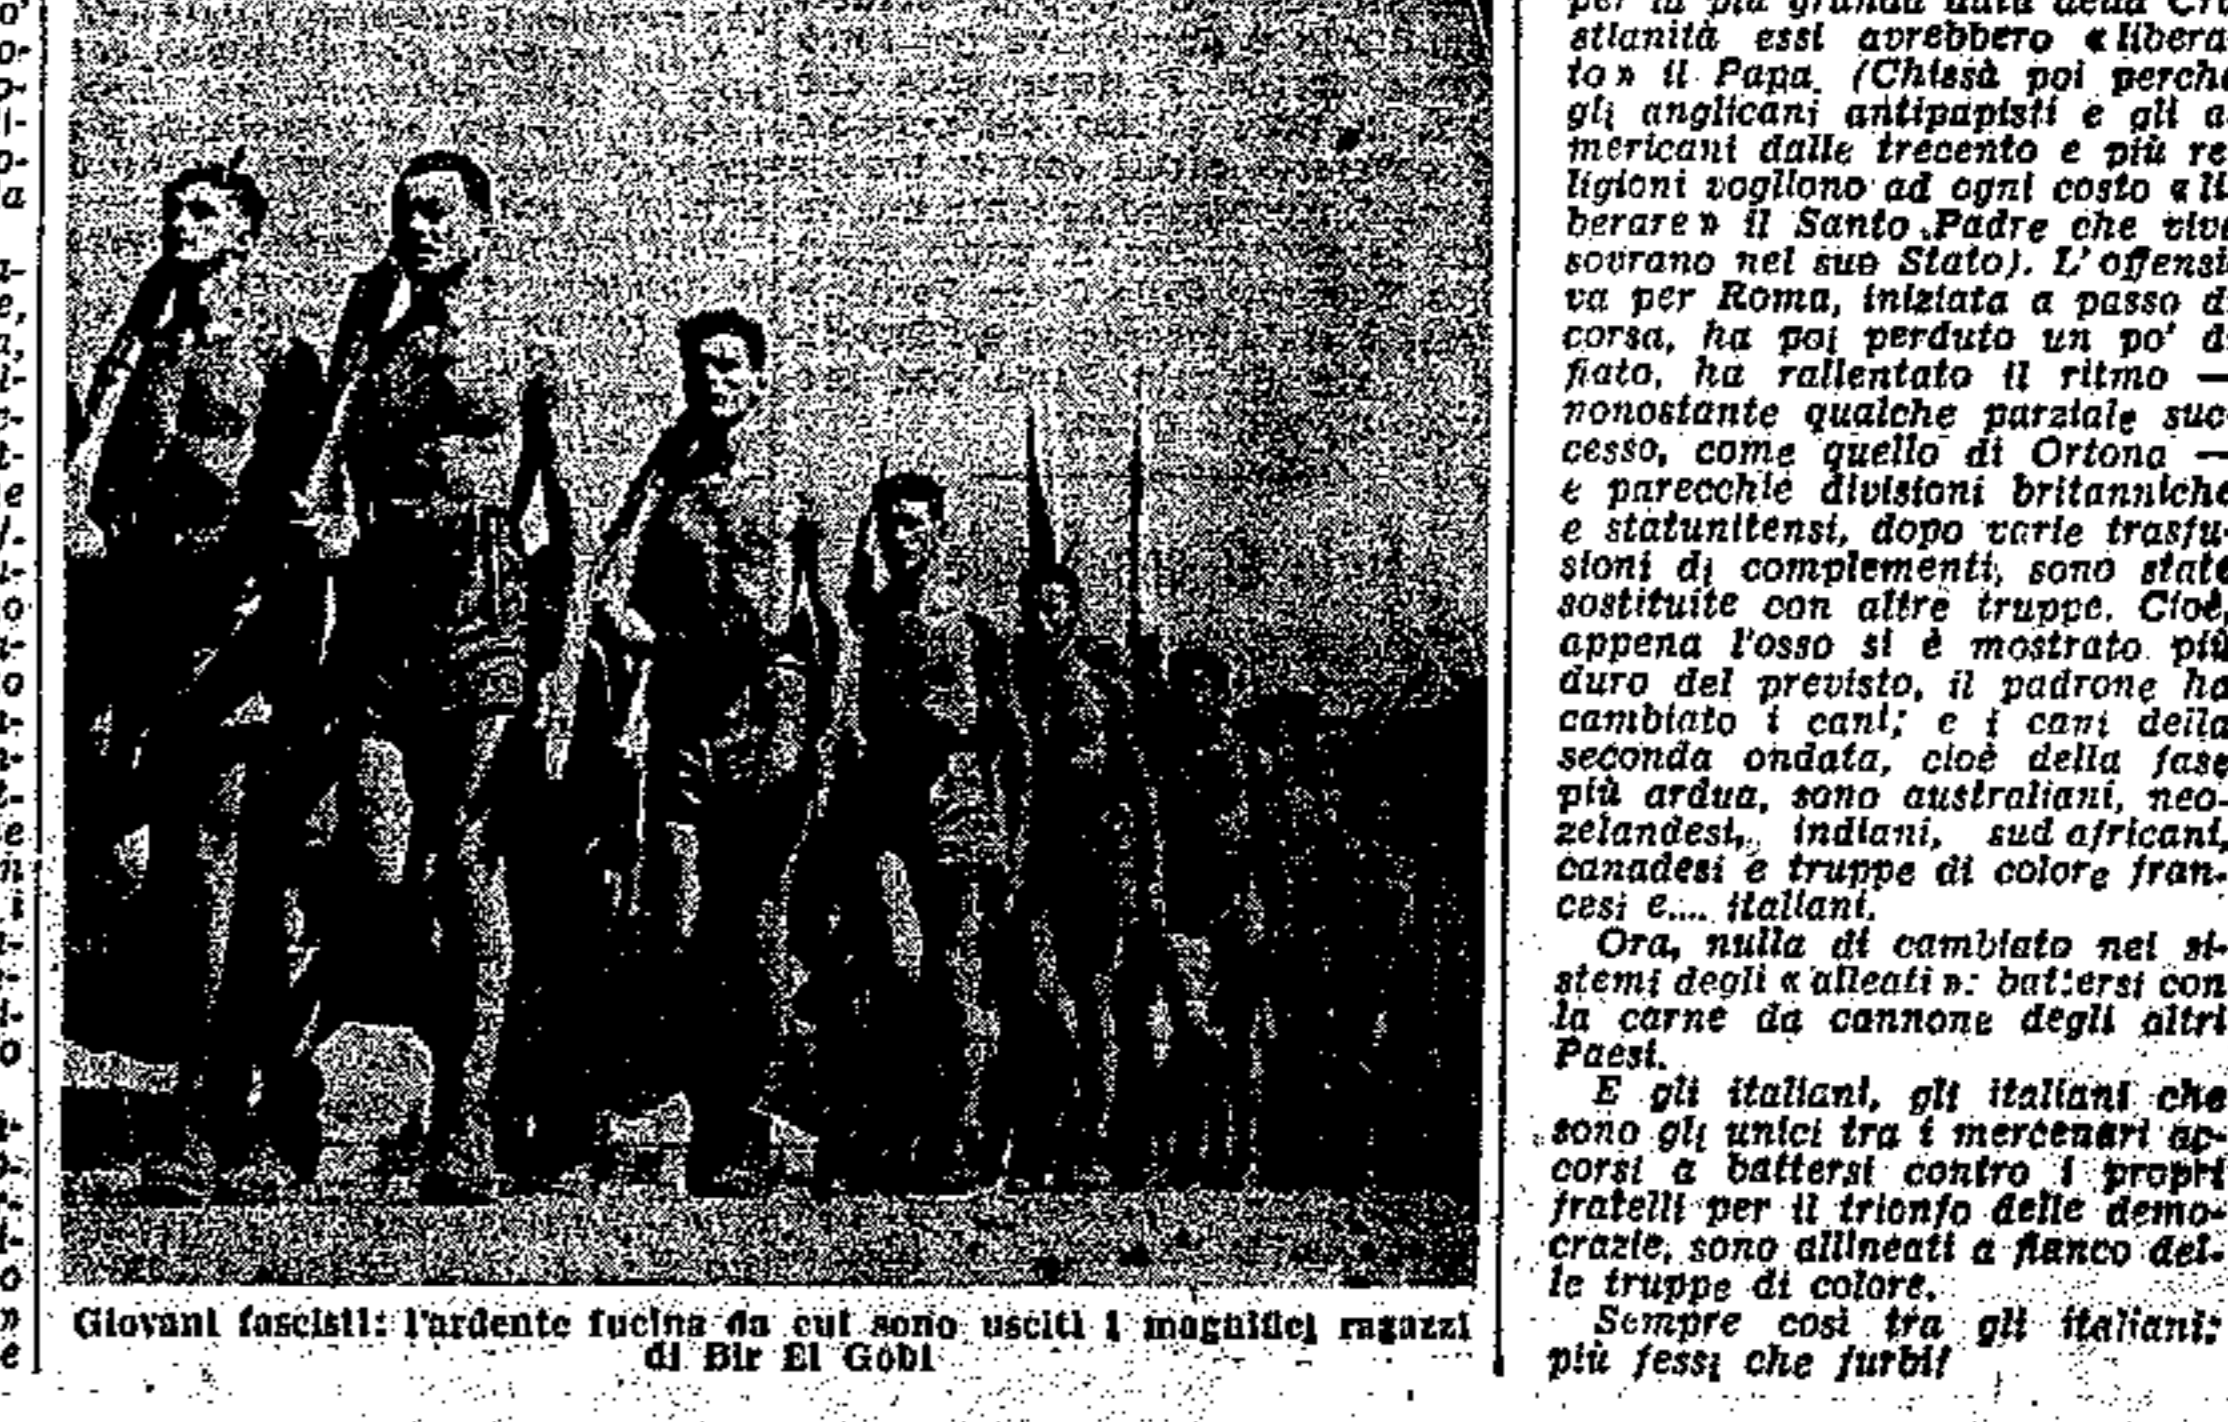 Giovani fascisti: l'ardente fucina da cui sono usciti i magnifici ragazzi
di Bir El Gobi
stianità essi avrebbero « libera-
to » il Papa. (Chissà poi perchè
gli anglicani antipapisti e gli a-
mericani dalle trecento e più re-
ligioni vogliono ad ogni costo « li-
berare » il Santo Padre che vive
sovrano nel suo Stato). L'offensi-
va per Roma, iniziata a passo di
corsa, ha poi perduto un po' di
fiato, ha rallentato il ritmo —
nonostante qualche parziale suc-
cesso, come quello di Ortona —
e parecchie divisioni britanniche
e statunitensi, dopo varie trasfu-
sioni di complementi, sono state
sostituite con altre truppe. Cioè,
appena l'osso si è mostrato più
duro del previsto, il padrone ha
cambiato i cani; e i cani della
seconda ondata, cioè della fase
più ardua, sono australiani, neo-
zelandesi, indiani, sud africani,
canadesi e truppe di colore fran-
cesi e.... italiani.
Ora, nulla di cambiato nei si-
stemi degli « alleati »: battersi con
la carne da cannone degli altri
Paesi.
E gli italiani, gli italiani che
sono gli unici tra i mercenari ac-
corsi a battersi contro i propri
fratelli per il trionfo delle demo-
crazie, sono allineati a fianco del-
le truppe di colore.
Sempre così tra gli italiani:
più fessi che furbi!